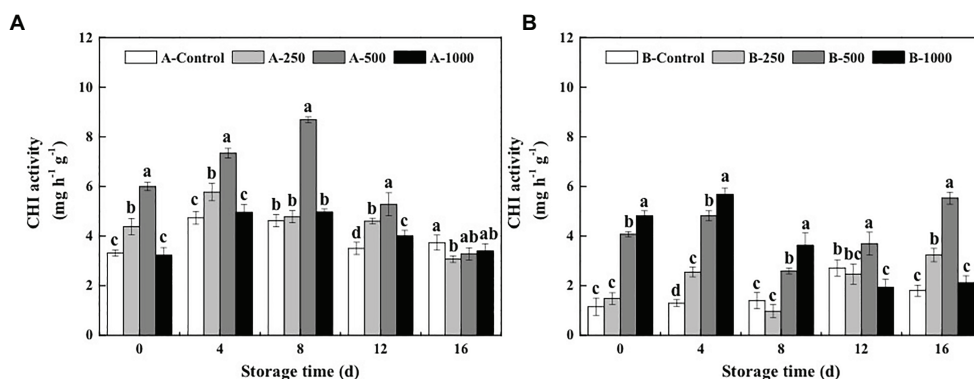 A
12
A-Control A-250 A-500 A-1000
10
8
6
4
2
0
CHI activity
(mg h-1 g-1)
c b a c
c b a c
b b a b
d b a c
a b ab ab
0 4 8 12 16
Storage time (d)
B
12
B-Control B-250 B-500 B-1000
10
8
6
4
2
0
CHI activity
(mg h-1 g-1)
c c b a
d c b a
c c b a
b bc a c
c b a c
0 4 8 12 16
Storage time (d)